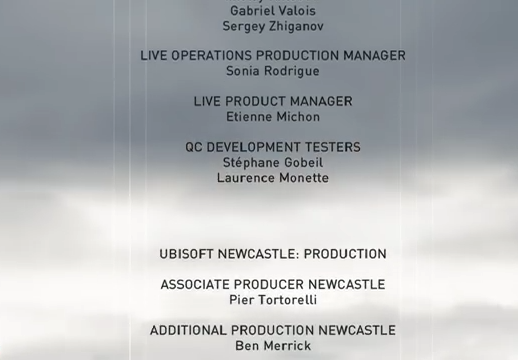 Gabriel Valois
Sergey Zhiganov
LIVE OPERATIONS PRODUCTION MANAGER
Sonia Rodrigue
LIVE PRODUCT MANAGER
Etienne Michon
QC DEVELOPMENT TESTERS
Stéphane Gobeil
Laurence Monette
UBISOFT NEWCASTLE: PRODUCTION
ASSOCIATE PRODUCER NEWCASTLE
Pier Tortorelli
ADDITIONAL PRODUCTION NEWCASTLE
Ben Merrick